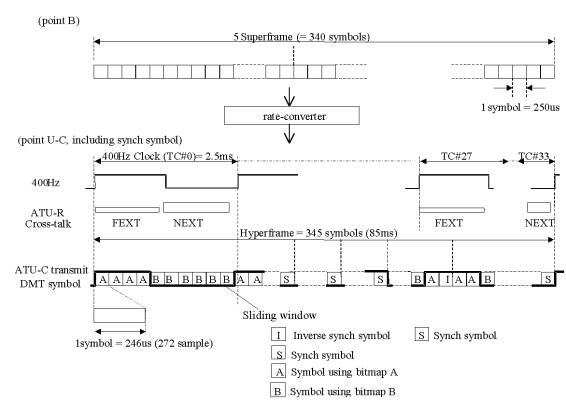 (point B)
5 Superframe (= 340 symbols)
1 symbol = 250us
rate-converter
(point U-C, including synch symbol)
400Hz Clock (TC#0)= 2.5ms
TC#27
TC#33
400Hz
ATU-R
Cross-talk
FEXT
NEXT
FEXT
NEXT
Hyperframe = 345 symbols (85ms)
ATU-C transmit
DMT symbol
A A A A B B B B B B A A S S S B A I A A B S
Sliding window
1symbol = 246us (272 sample)
I Inverse synch symbol
S Synch symbol
S Synch symbol
A Symbol using bitmap A
B Symbol using bitmap B